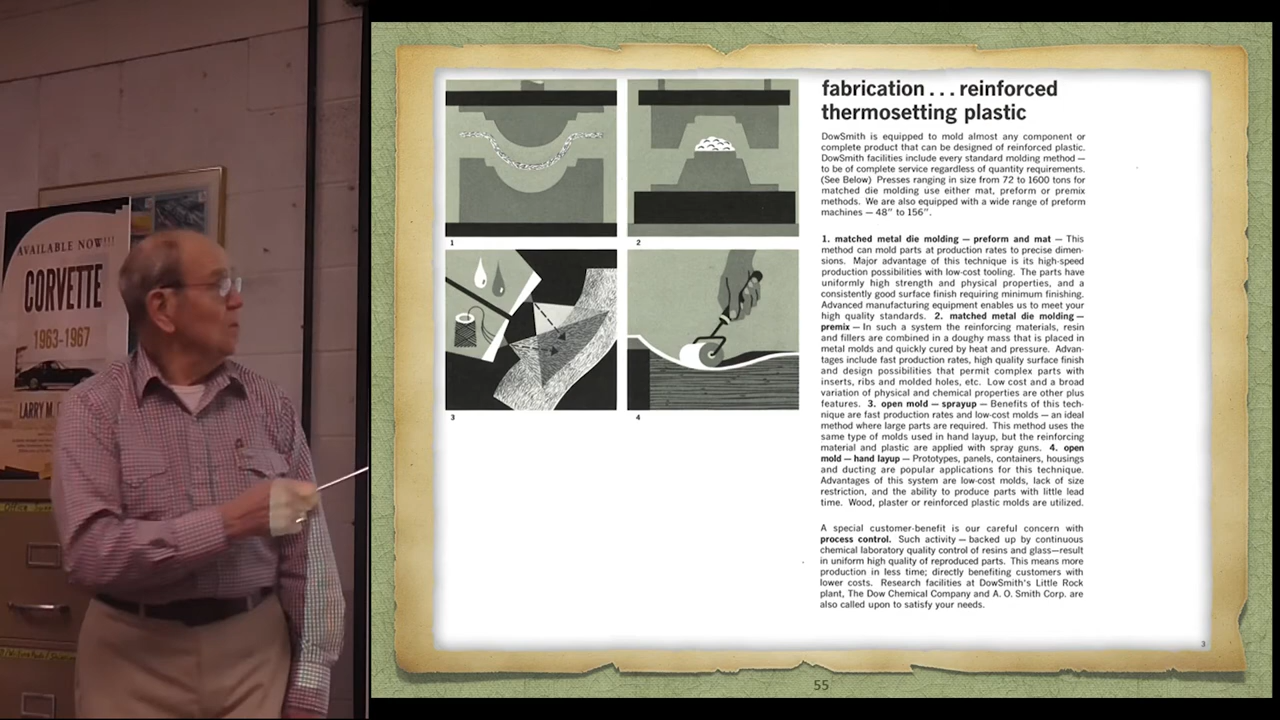 AVAILABLE NOW!!!
CORVETTE
1963-1967
LARRY M.
1
2
3
4
fabrication . . . reinforced
thermosetting plastic
DowSmith is equipped to mold almost any component or
complete product that can be designed of reinforced plastic.
DowSmith facilities include every standard molding method —
to be of complete service regardless of quantity requirements.
(See Below) Presses ranging in size from 72 to 1600 tons for
matched die molding use either mat, preform or premix
methods. We are also equipped with a wide range of preform
machines — 48" to 156".
1. matched metal die molding — preform and mat — This
method can mold parts at production rates to precise dimen-
sions. Major advantage of this technique is its high-speed
production possibilities with low-cost tooling. The parts have
uniformly high strength and physical properties, and a
consistently good surface finish requiring minimum finishing.
Advanced manufacturing equipment enables us to meet your
high quality standards. 2. matched metal die molding —
premix — In such a system the reinforcing materials, resin
and fillers are combined in a doughy mass that is placed in
metal molds and quickly cured by heat and pressure. Advan-
tages include fast production rates, high quality surface finish
and design possibilities that permit complex parts with
inserts, ribs and molded holes, etc. Low cost and a broad
variation of physical and chemical properties are other plus
features. 3. open mold — sprayup — Benefits of this tech-
nique are fast production rates and low-cost molds — an ideal
method where large parts are required. This method uses the
same type of molds used in hand layup, but the reinforcing
material and plastic are applied with spray guns. 4. open
mold — hand layup — Prototypes, panels, containers, housings
and ducting are popular applications for this technique.
Advantages of this system are low-cost molds, lack of size
restriction, and the ability to produce parts with little lead
time. Wood, plaster or reinforced plastic molds are utilized.
A special customer-benefit is our careful concern with
process control. Such activity — backed up by continuous
chemical laboratory quality control of resins and glass—result
in uniform high quality of reproduced parts. This means more
production in less time; directly benefiting customers with
lower costs. Research facilities at DowSmith's Little Rock
plant, The Dow Chemical Company and A. O. Smith Corp. are
also called upon to satisfy your needs.
3
55